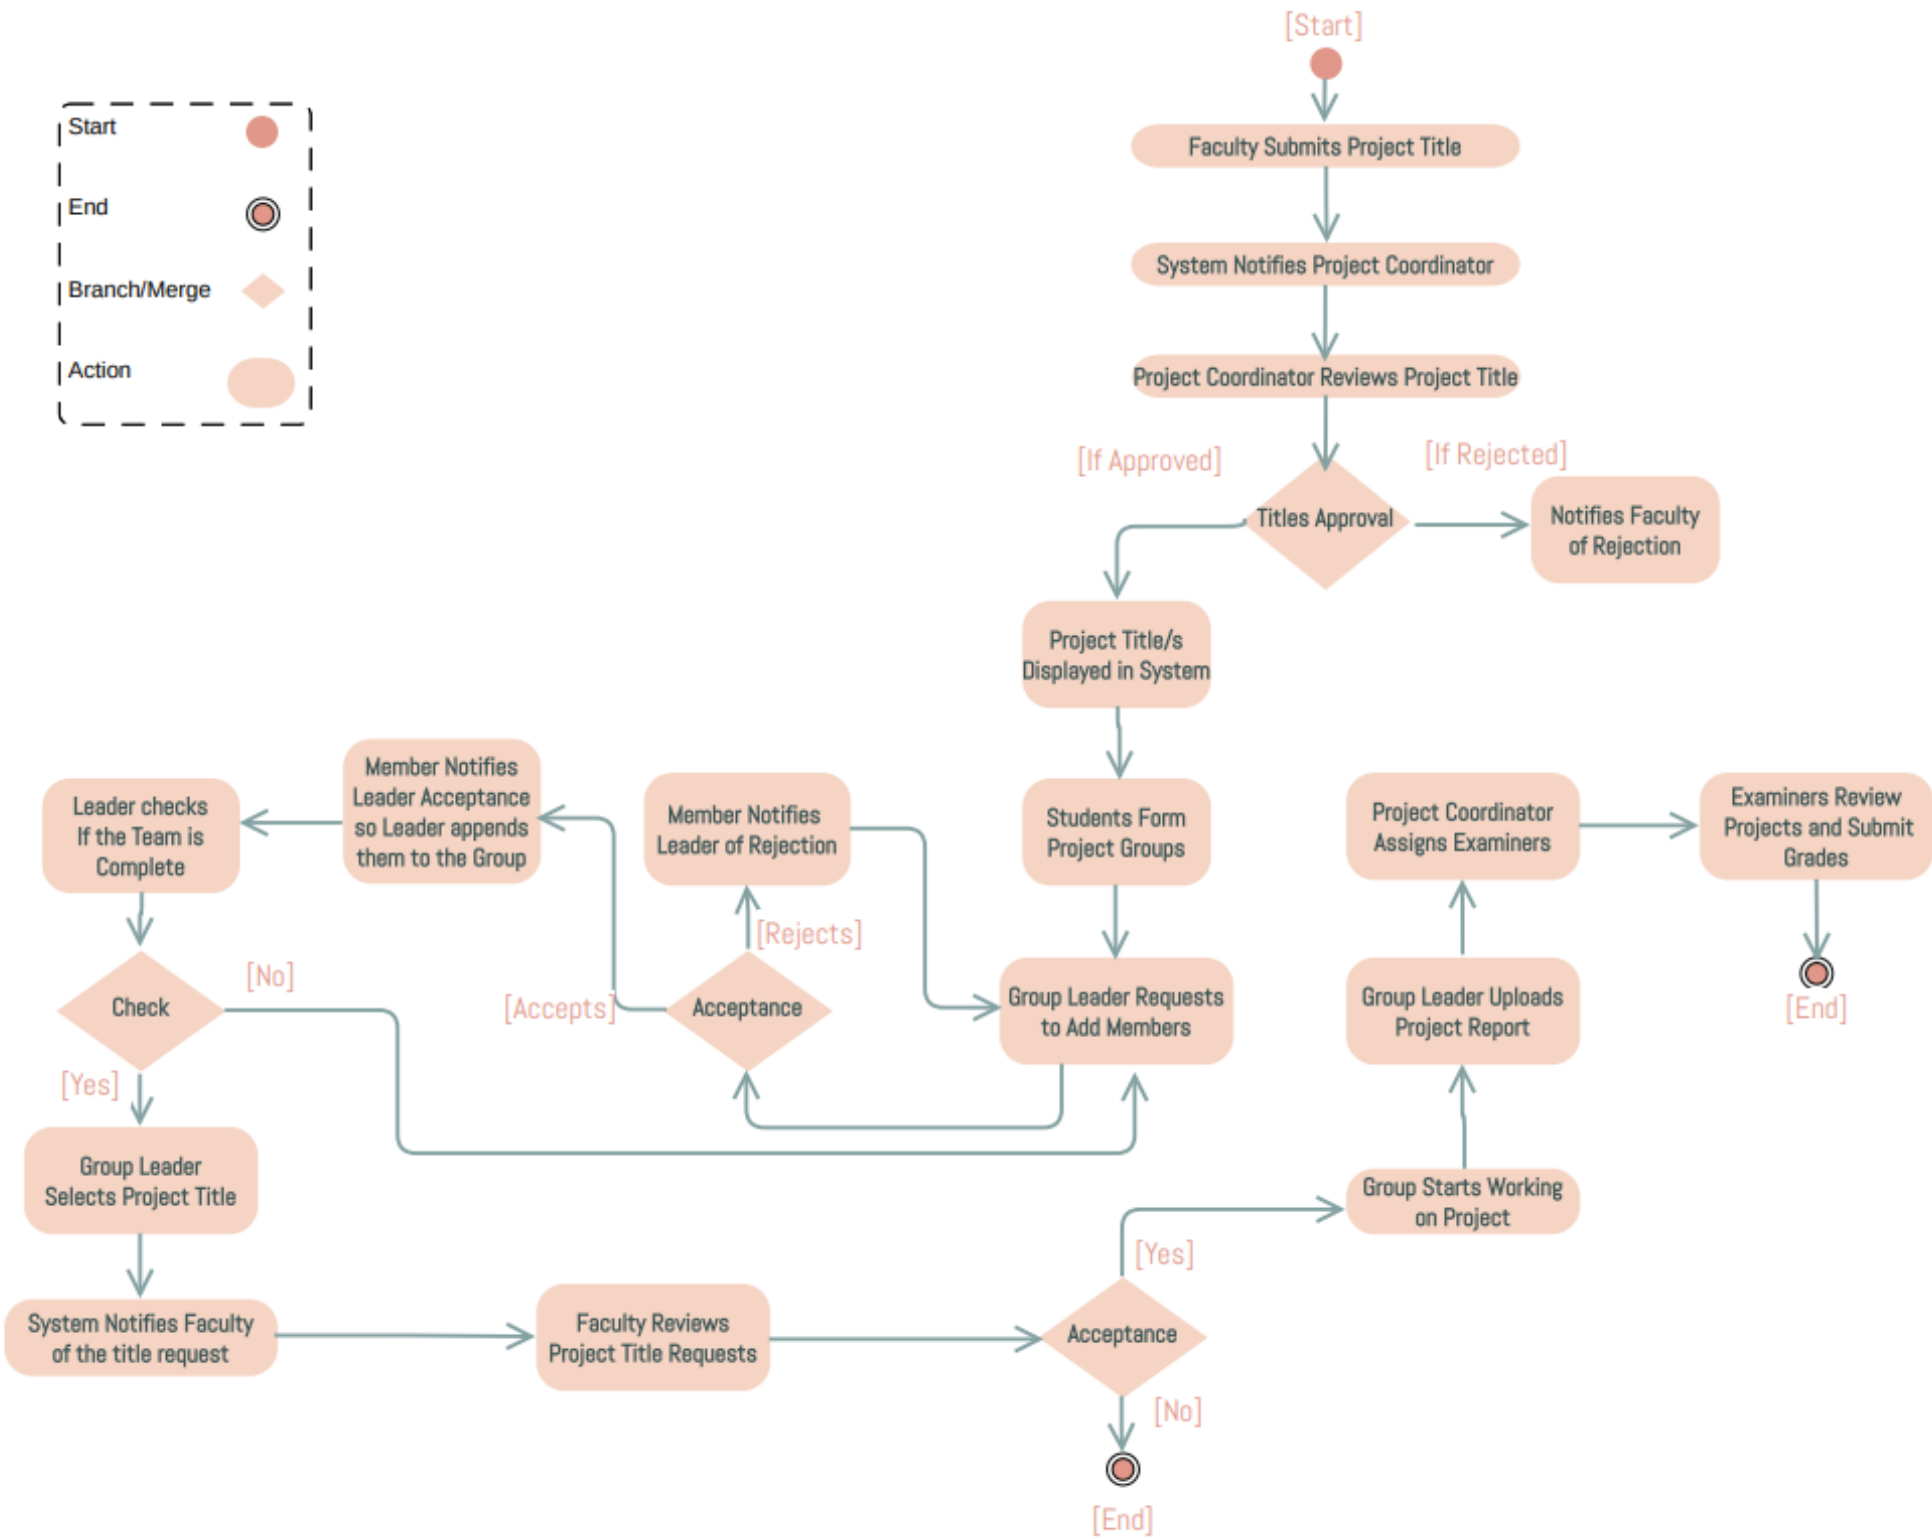 [Start]
Start
End
Branch/Merge
Action
Faculty Submits Project Title
System Notifies Project Coordinator
Project Coordinator Reviews Project Title
[If Approved]
[If Rejected]
Titles Approval
Notifies Faculty
of Rejection
Project Title/s
Displayed in System
Students Form
Project Groups
Group Leader Requests
to Add Members
Acceptance
[Rejects]
Member Notifies
Leader of Rejection
[Accepts]
Member Notifies
Leader Acceptance
so Leader appends
them to the Group
Leader checks
If the Team is
Complete
Check
[No]
[Yes]
Group Leader
Selects Project Title
System Notifies Faculty
of the title request
Faculty Reviews
Project Title Requests
Acceptance
[Yes]
[No]
[End]
Group Starts Working
on Project
Group Leader Uploads
Project Report
Project Coordinator
Assigns Examiners
Examiners Review
Projects and Submit
Grades
[End]